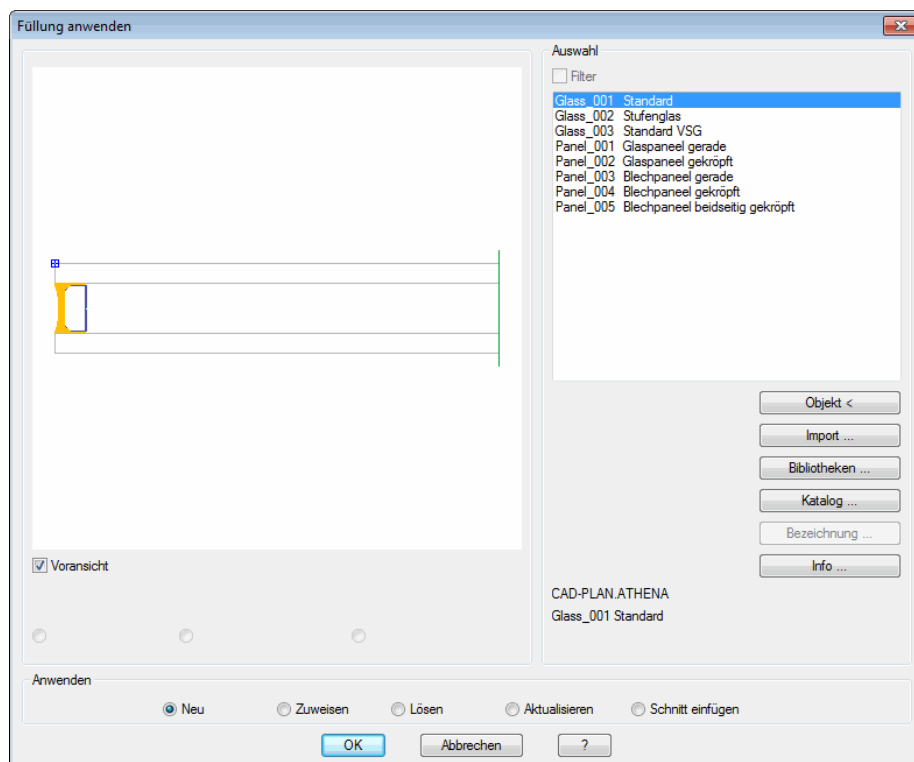 Füllung anwenden
Auswahl
Filter
Glass_001 Standard
Glass_002 Stufenglas
Glass_003 Standard VSG
Panel_001 Glaspaneel gerade
Panel_002 Glaspaneel gekröpft
Panel_003 Blechpaneel gerade
Panel_004 Blechpaneel gekröpft
Panel_005 Blechpaneel beidseitig gekröpft
Objekt <
Import ...
Bibliotheken ...
Katalog ...
Bezeichnung ...
Info ...
Voransicht
CAD-PLAN.ATHENA
Glass_001 Standard
Anwenden
Neu Zuweisen Lösen Aktualisieren Schnitt einfügen
OK Abbrechen ?